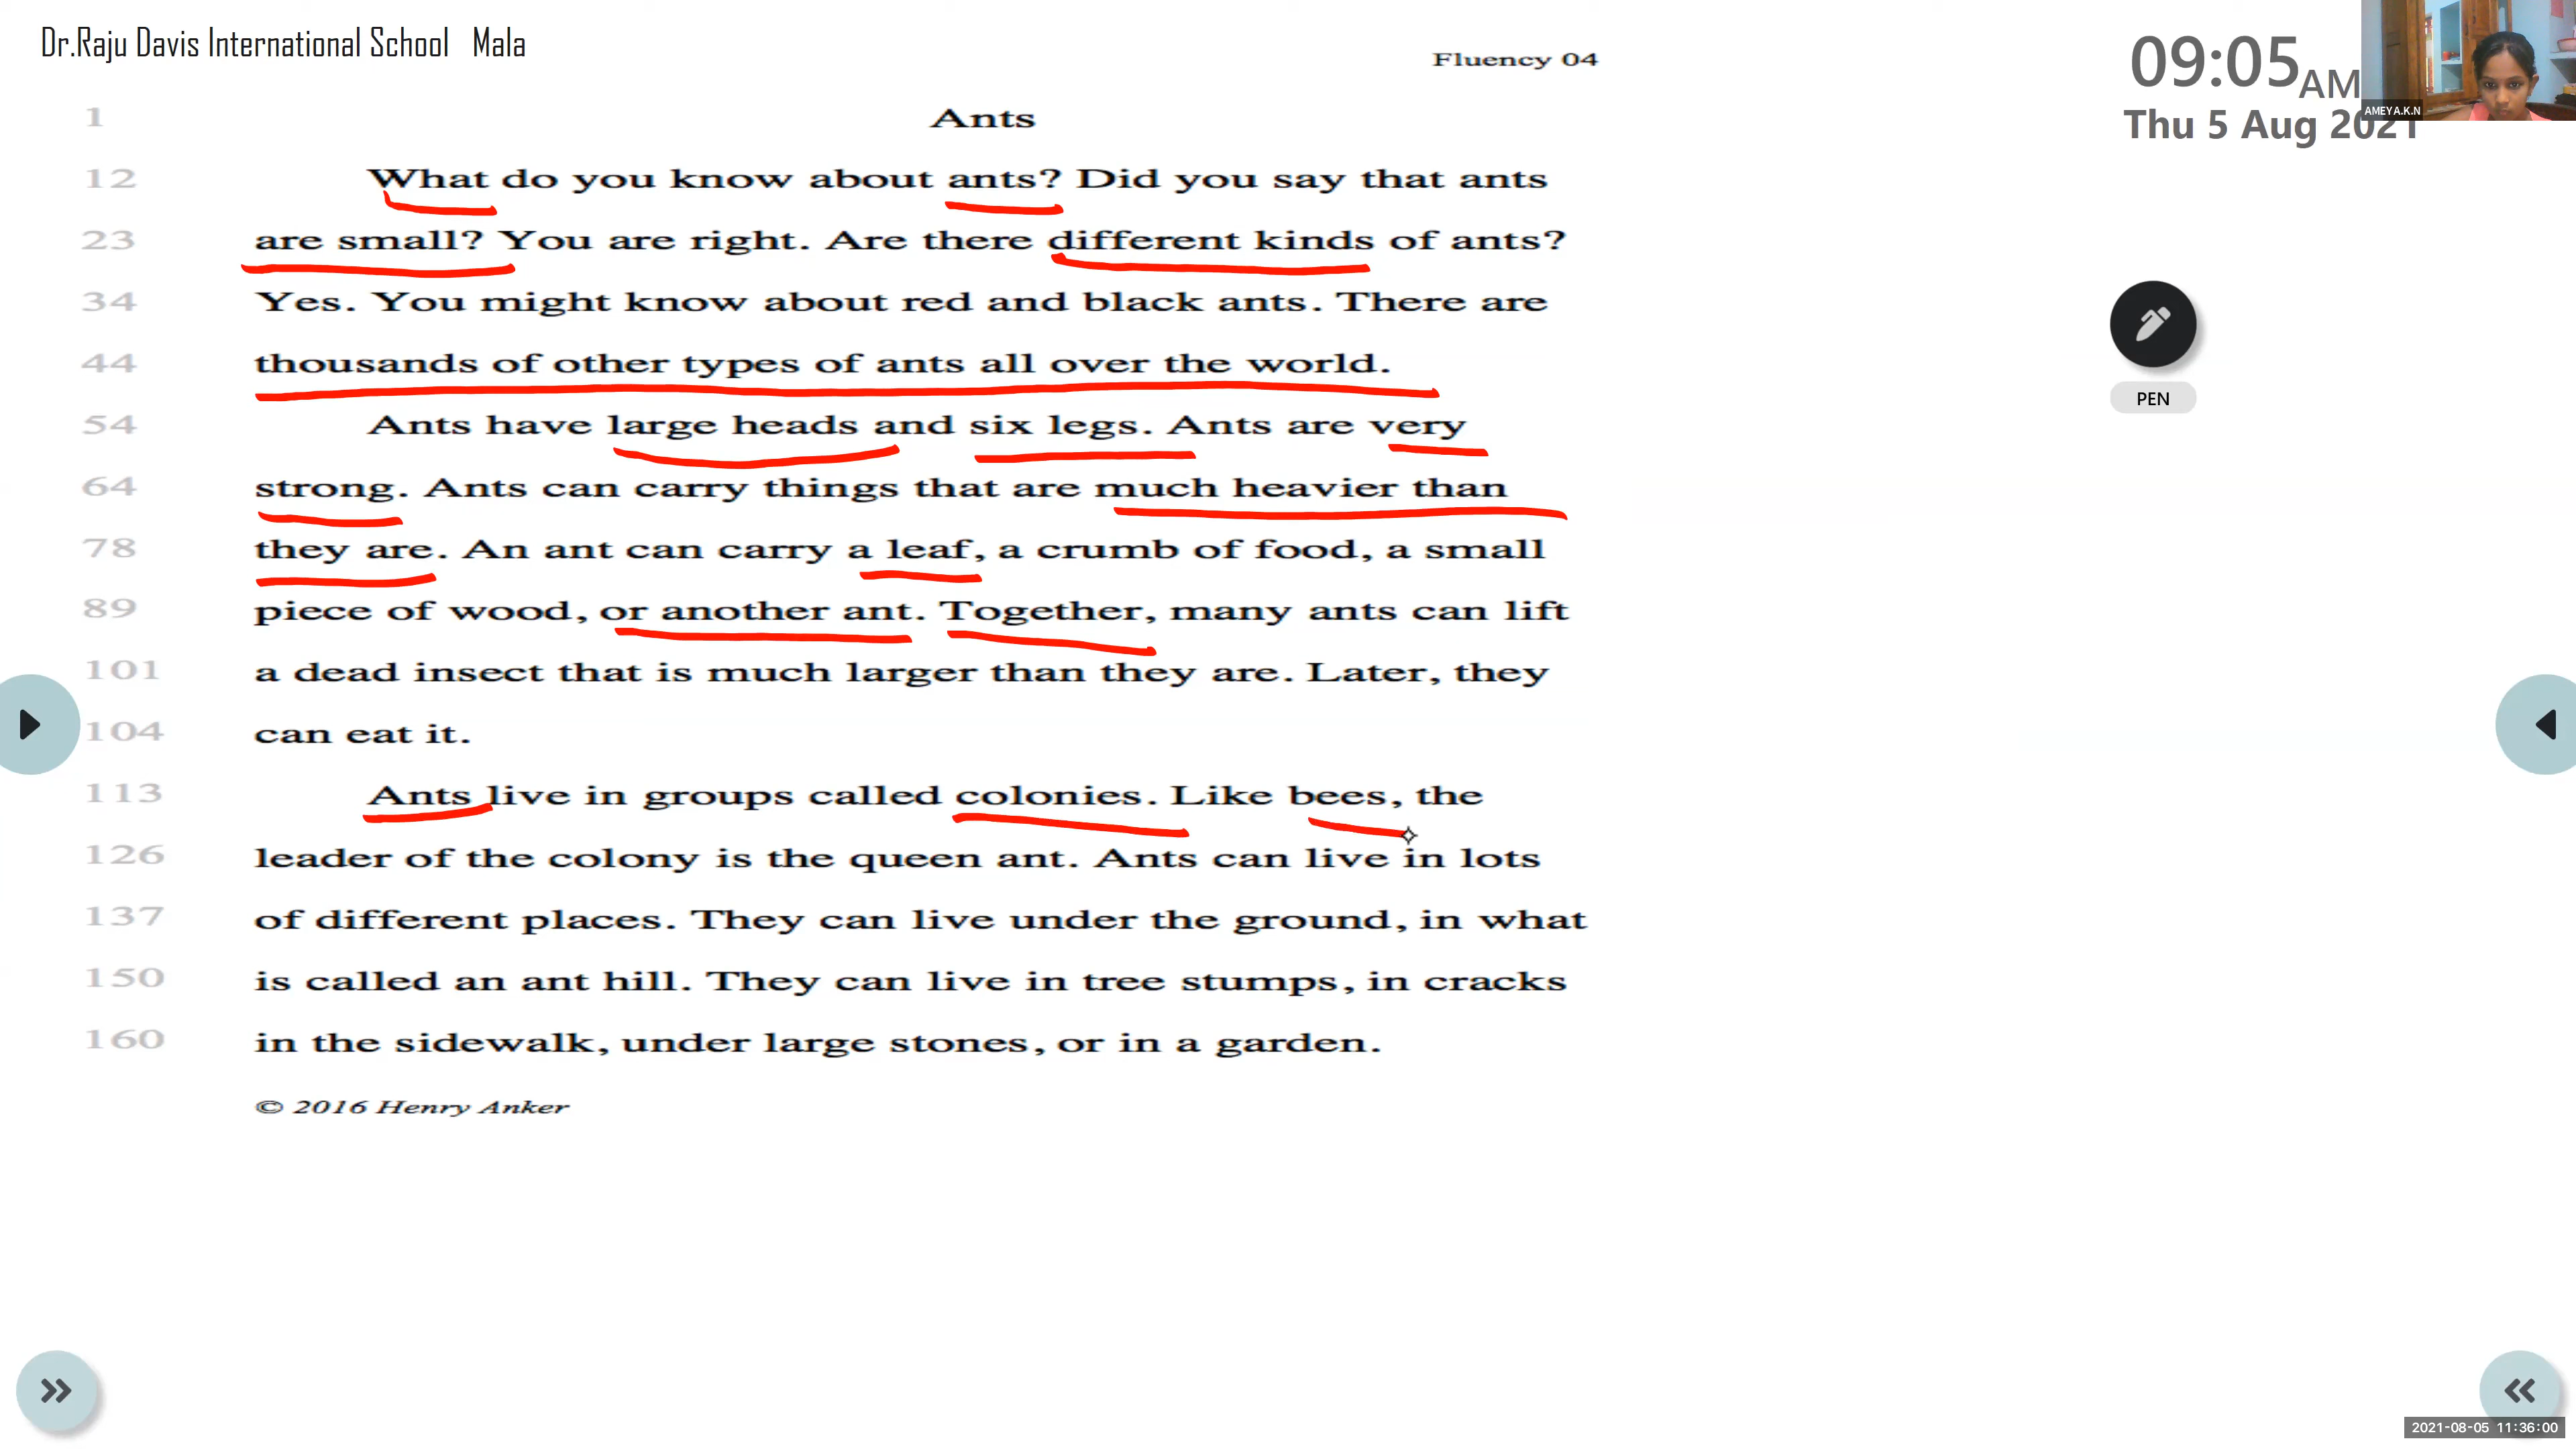 Dr.Raju Davis International School Mala
Fluency 04
09:05 AM
Thu 5 Aug 2021
AMEYA.K.N
1 Ants
12 What do you know about ants? Did you say that ants
23 are small? You are right. Are there different kinds of ants?
34 Yes. You might know about red and black ants. There are
44 thousands of other types of ants all over the world.
54 Ants have large heads and six legs. Ants are very
64 strong. Ants can carry things that are much heavier than
78 they are. An ant can carry a leaf, a crumb of food, a small
89 piece of wood, or another ant. Together, many ants can lift
101 a dead insect that is much larger than they are. Later, they
104 can eat it.
113 Ants live in groups called colonies. Like bees, the
126 leader of the colony is the queen ant. Ants can live in lots
137 of different places. They can live under the ground, in what
150 is called an ant hill. They can live in tree stumps, in cracks
160 in the sidewalk, under large stones, or in a garden.
© 2016 Henry Anker
PEN
2021-08-05 11:36:00